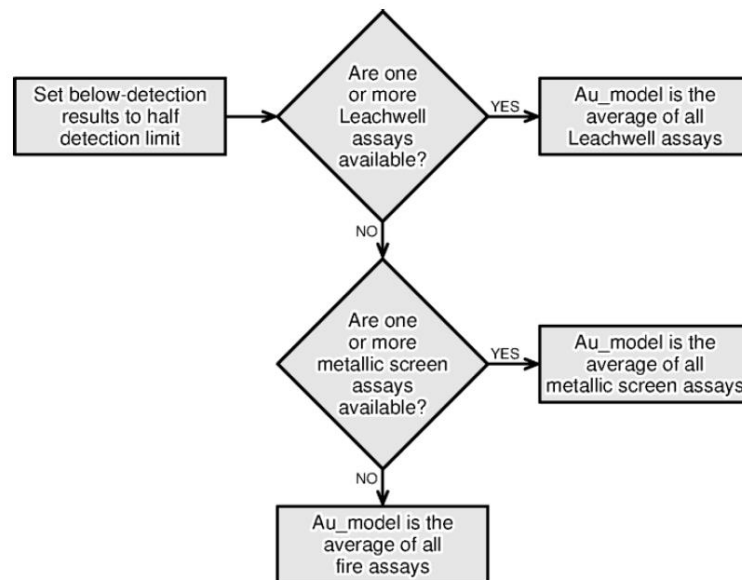 Set below-detection
results to half
detection limit
Are one
or more
Leachwell
assays
available?
YES
Au_model is the
average of all
Leachwell assays
NO
Are one
or more
metallic screen
assays
available?
YES
Au_model is the
average of all
metallic screen assays
NO
Au_model is the
average of all
fire assays